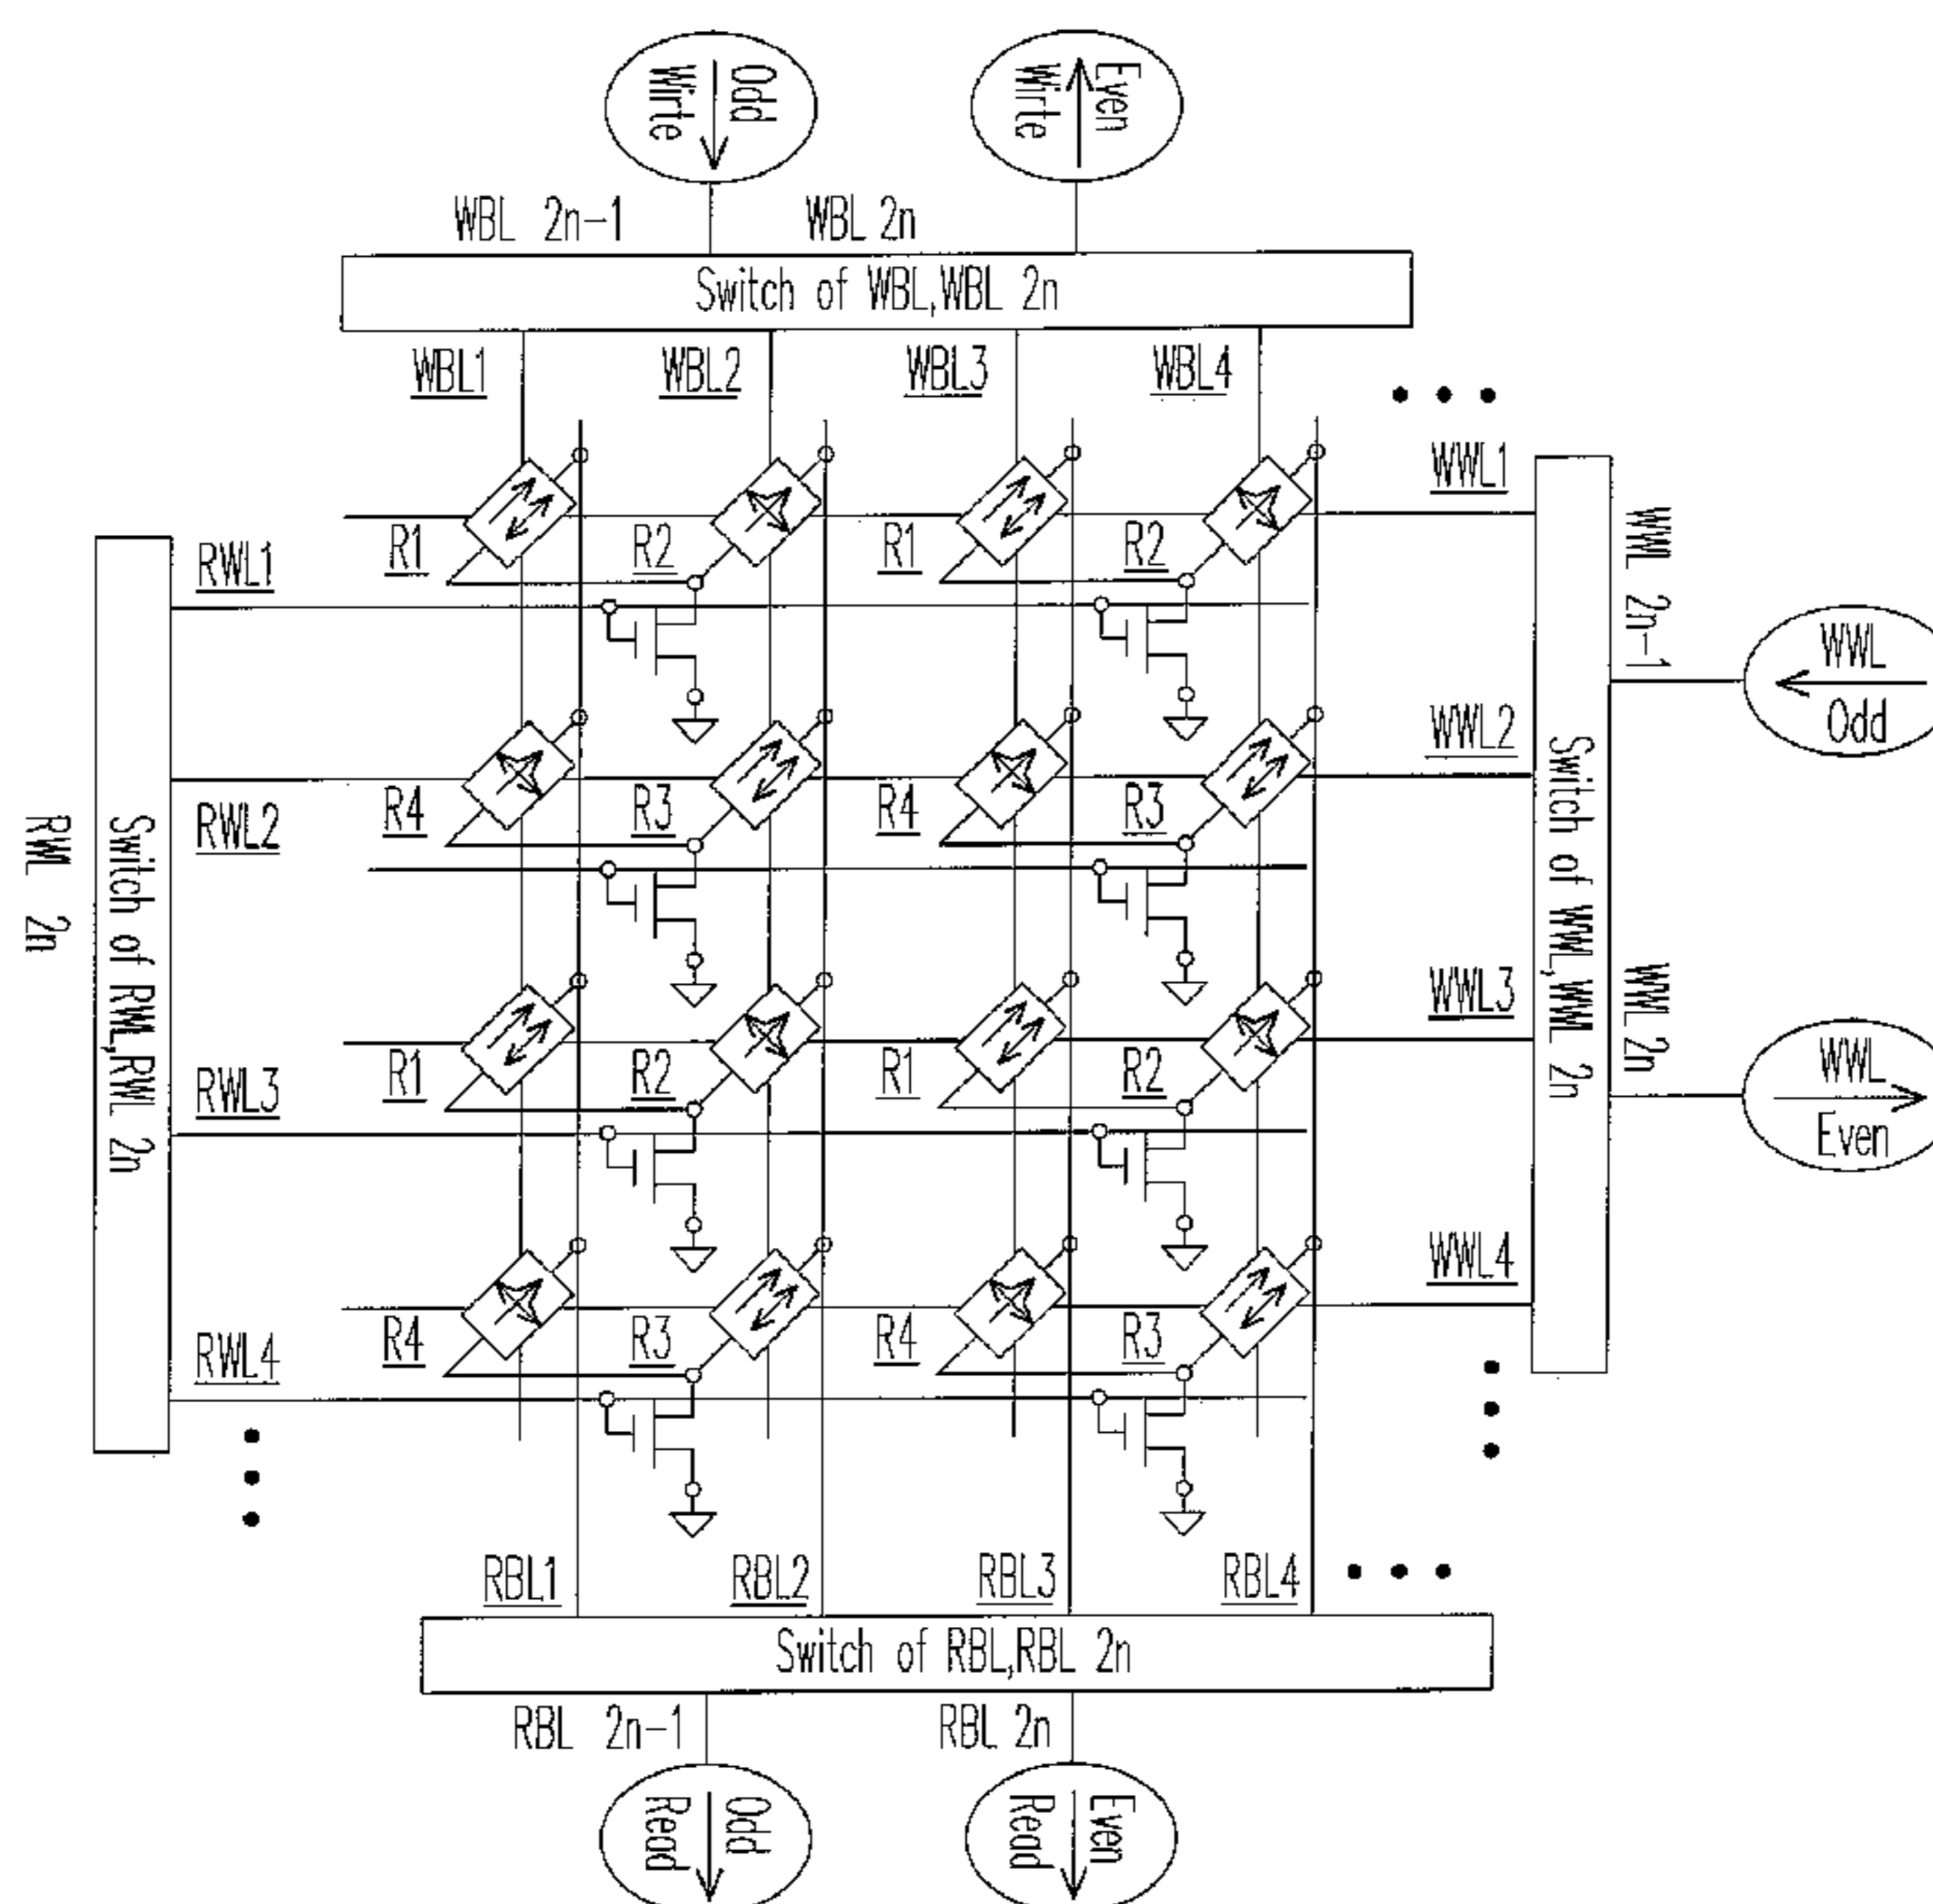 Odd
Wirte
Even
Wirte
WBL 2n-1
WBL 2n
Switch of WBL,WBL 2n
WBL1
WBL2
WBL3
WBL4
WWL1
R1
R2
R1
R2
RWL1
WWL 2n-1
WWL
Odd
WWL2
R4
R3
R4
R3
RWL2
Switch of RWL,RWL 2n
RWL 2n
Switch of WWL,WWL 2n
WWL3
WWL 2n
R1
R2
R1
R2
RWL3
WWL
Even
WWL4
R4
R3
R4
R3
RWL4
RBL1
RBL2
RBL3
RBL4
Switch of RBL,RBL 2n
RBL 2n-1
RBL 2n
Odd
Read
Even
Read